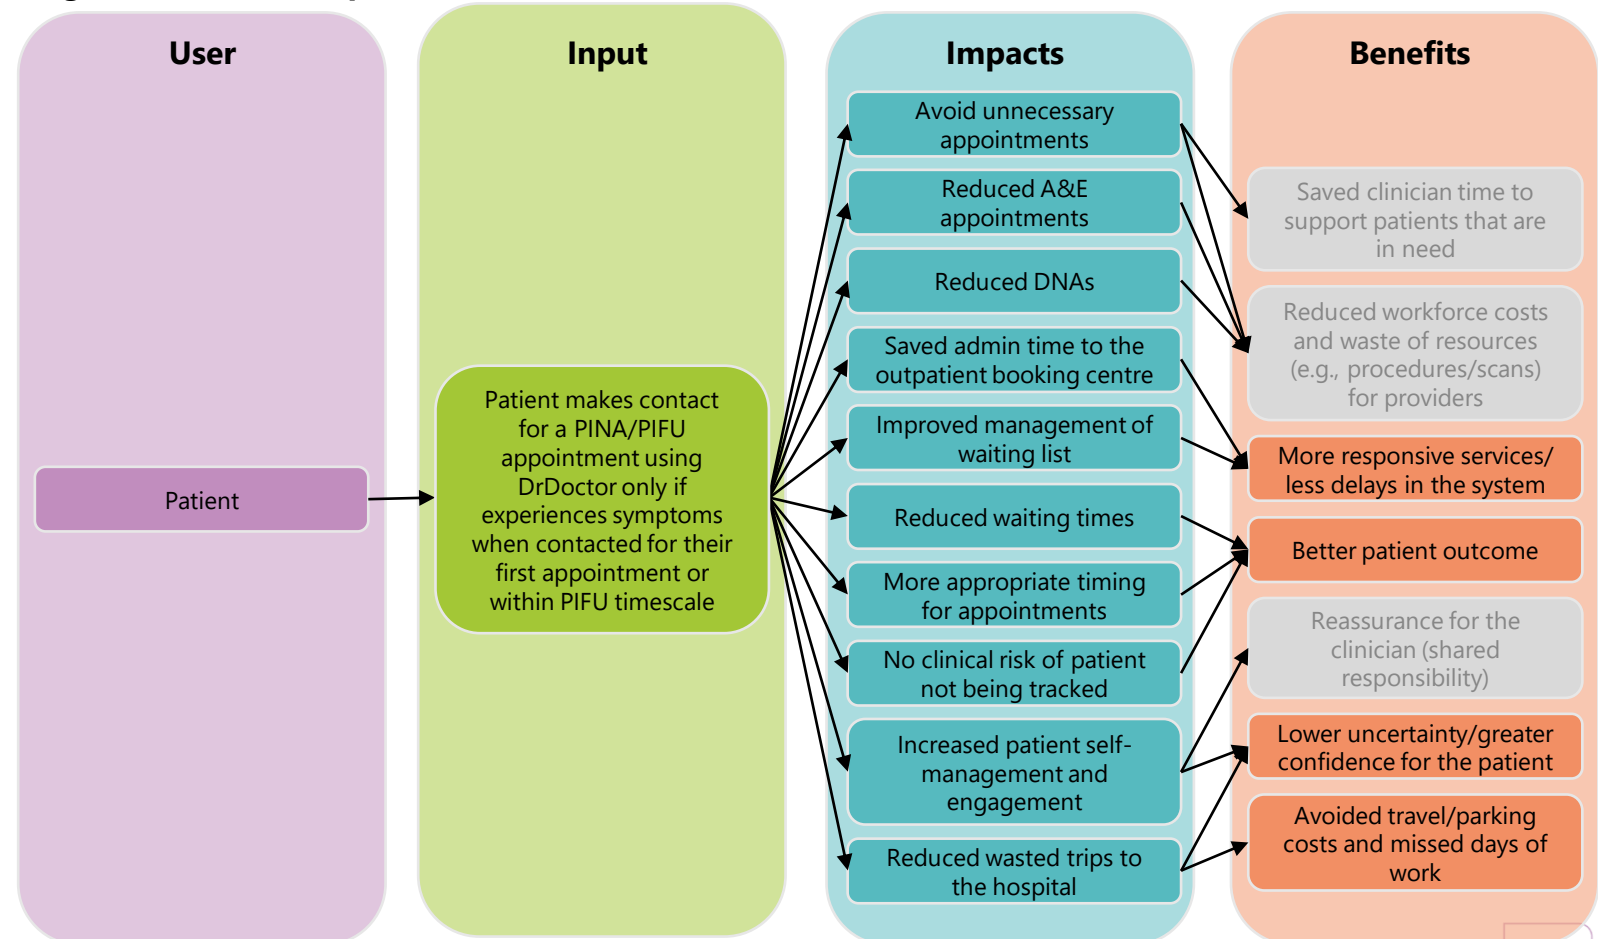 User
Input
Impacts
Benefits
Patient
Patient makes contact
for a PINA/PIFU
appointment using
DrDoctor only if
experiences symptoms
when contacted for their
first appointment or
within PIFU timescale
Avoid unnecessary
appointments
Reduced A&E
appointments
Reduced DNAs
Saved admin time to the
outpatient booking centre
Improved management of
waiting list
Reduced waiting times
More appropriate timing
for appointments
No clinical risk of patient
not being tracked
Increased patient self-
management and
engagement
Reduced wasted trips to
the hospital
Saved clinician time to
support patients that are
in need
Reduced workforce costs
and waste of resources
(e.g., procedures/scans)
for providers
More responsive services/
less delays in the system
Better patient outcome
Reassurance for the
clinician (shared
responsibility)
Lower uncertainty/greater
confidence for the patient
Avoided travel/parking
costs and missed days of
work